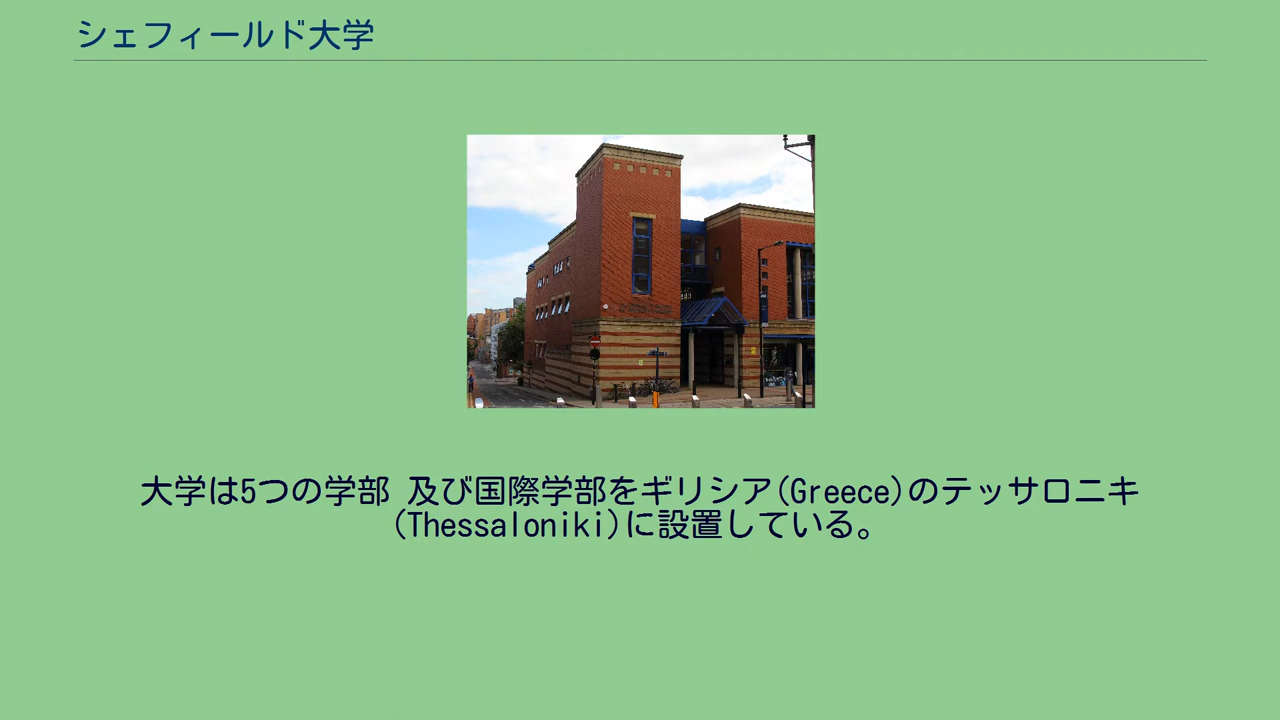 シェフィールド大学
大学は5つの学部 及び国際学部をギリシア(Greece)のテッサロニキ
(Thessaloniki)に設置している。